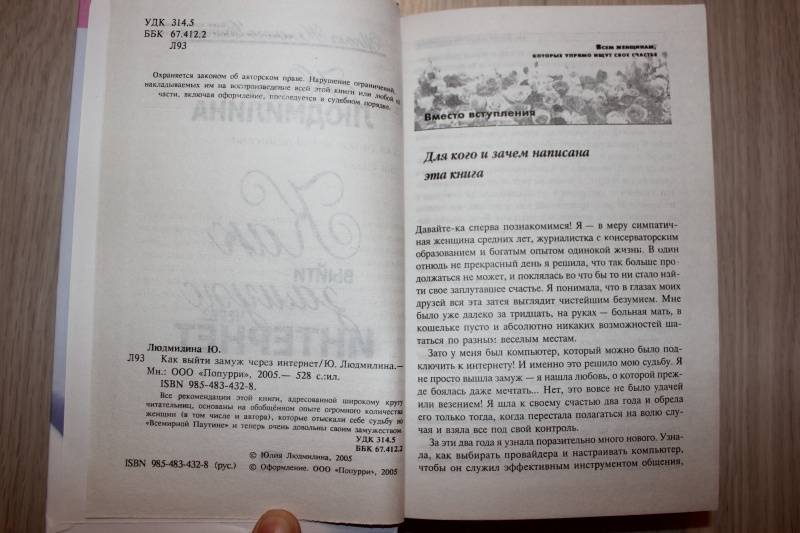 УДК 314.5
ББК 67.412.2
Л93
Охраняется законом об авторском праве. Нарушение ограничений,
накладываемых им на воспроизведение всей этой книги или любой ее
части, включая оформление, преследуется в судебном порядке.
ЛЮДМИЛИНА
Как
ВЫЙТИ
замуж
ИНТЕРНЕТ
Людмилина Ю.
Л93 Как выйти замуж через интернет/Ю. Людмилина.—
Мн.: ООО «Попурри», 2005.— 528 с.:ил.
ISBN 985-483-432-8.
Все рекомендации этой книги, адресованной широкому кругу
читательниц, основаны на обобщённом опыте огромного количества
женщин (в том числе и автора), которые отыскали себе судьбу во
«Всемирной Паутине» и теперь очень довольны своим замужеством.
УДК 314.5
ББК 67.412.2
© Юлия Людмилина, 2005
ISBN 985-483-432-8 (рус.) © Оформление. ООО «Попурри», 2005
Всем женщинам,
которые упрямо ищут свое счастье
Вместо вступления
Для кого и зачем написана
эта книга
Давайте-ка сперва познакомимся! Я — в меру симпатич-
ная женщина средних лет, журналистка с консерваторским
образованием и богатым опытом одинокой жизни. В один
отнюдь не прекрасный день я решила, что так больше про-
должаться не может, и поклялась во что бы то ни стало най-
ти свое заплутавшее счастье. Я понимала, что в глазах моих
друзей вся эта затея выглядит чистейшим безумием. Мне
было уже далеко за тридцать, на руках – больная мать, в
кошельке пусто и абсолютно никаких возможностей ша-
таться по разным веселым местам.
Зато у меня был компьютер, который можно было под-
ключить к интернету! И именно это решило мою судьбу. Я
не просто вышла замуж — я нашла любовь, о которой преж-
де боялась даже мечтать... Нет, это вовсе не было удачей
или везением! Я шла к своему счастью два года и обрела
его только тогда, когда перестала полагаться на волю слу-
чая и взяла все под свой контроль.
За эти два года я узнала поразительно много нового. Узна-
ла, как выбирать провайдера и настраивать компьютер,
чтобы он служил эффективным инструментом общения,